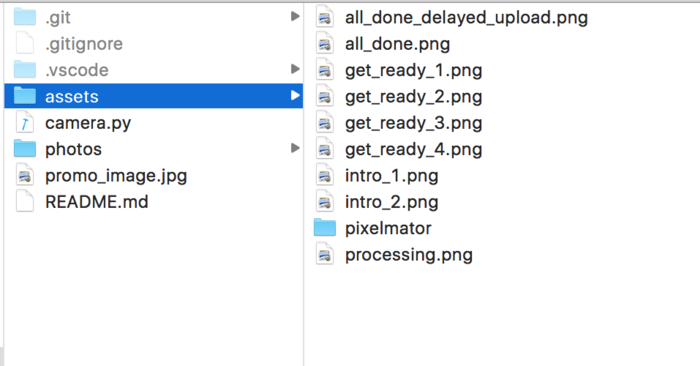 .git
.gitignore
.vscode
assets
camera.py
photos
promo_image.jpg
README.md
all_done_delayed_upload.png
all_done.png
get_ready_1.png
get_ready_2.png
get_ready_3.png
get_ready_4.png
intro_1.png
intro_2.png
pixelmator
processing.png